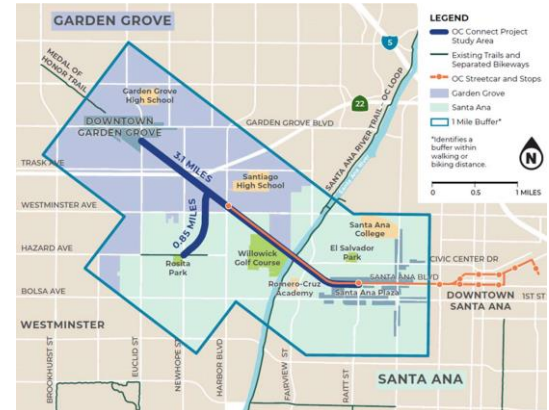 GARDEN GROVE
MEDAL OF
HONOR TRAIL
Garden Grove
High School
DOWNTOWN
GARDEN GROVE
GARDEN GROVE BLVD
5
22
SANTA ANA RIVER TRAIL - OC LOOP
TRASK AVE
3.1 MILES
Santiago
High School
WESTMINSTER AVE
0.85 MILES
Santa Ana
College
HAZARD AVE
Rosita
Park
Willowick
Golf Course
El Salvador
Park
CIVIC CENTER DR
SANTA ANA BLVD
BOLSA AVE
Romero-Cruz
Academy
Santa Ana Plaza
DOWNTOWN
SANTA ANA
1ST ST
WESTMINSTER
BROOKHURST ST
EUCLID ST
NEWHOPE ST
HARBOR BLVD
FAIRVIEW ST
RAITT ST
SANTA ANA
LEGEND
OC Connect Project
Study Area
Existing Trails and
Separated Bikeways
OC Streetcar and Stops
Garden Grove
Santa Ana
1 Mile Buffer*
*Identifies a
buffer within
walking or
biking distance.
N
0 0.5 1 MILES